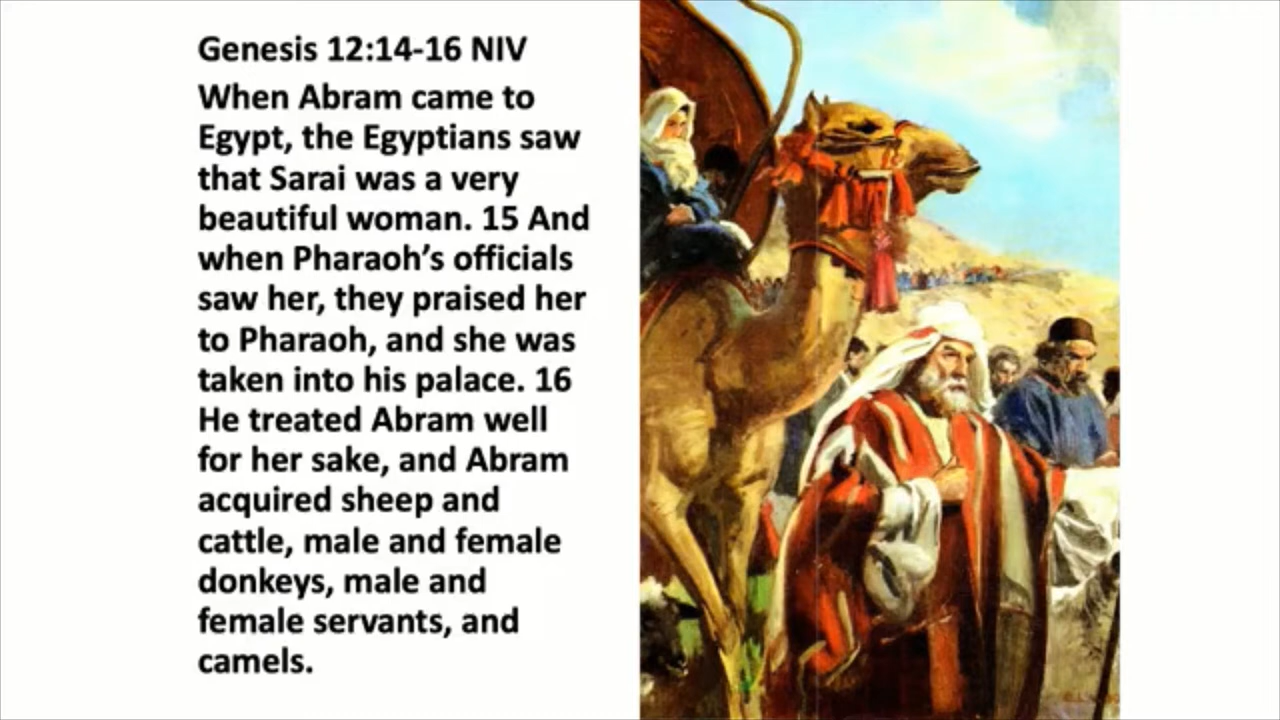 Genesis 12:14-16 NIV
When Abram came to
Egypt, the Egyptians saw
that Sarai was a very
beautiful woman. 15 And
when Pharaoh’s officials
saw her, they praised her
to Pharaoh, and she was
taken into his palace. 16
He treated Abram well
for her sake, and Abram
acquired sheep and
cattle, male and female
donkeys, male and
female servants, and
camels.